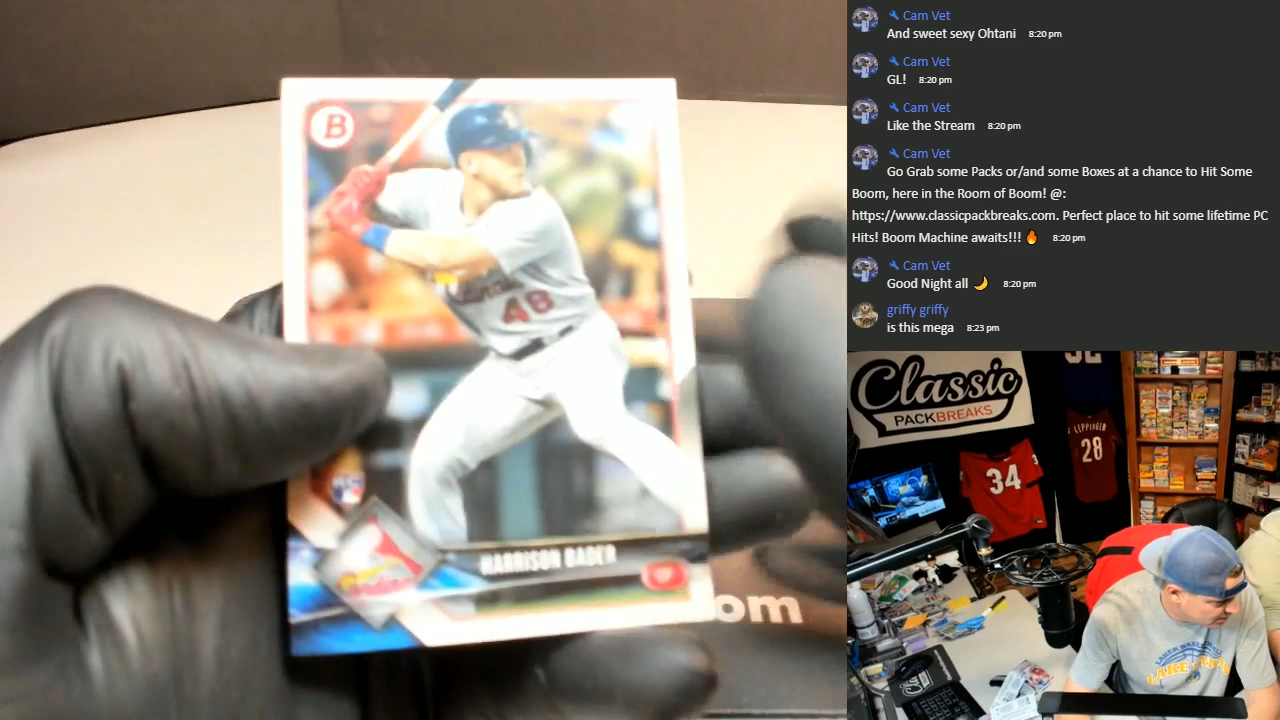 B
48
HARRISON BADER
om
Cam Vet
And sweet sexy Ohtani 8:20 pm
Cam Vet
GL! 8:20 pm
Cam Vet
Like the Stream 8:20 pm
Cam Vet
Go Grab some Packs or/and some Boxes at a chance to Hit Some
Boom, here in the Room of Boom! @:
https://www.classicpackbreaks.com. Perfect place to hit some lifetime PC
Hits! Boom Machine awaits!!! 🔥 8:20 pm
Cam Vet
Good Night all 🌙 8:20 pm
griffy griffy
is this mega 8:23 pm
Classic
PACKBREAKS
34
LEPPINGER
28